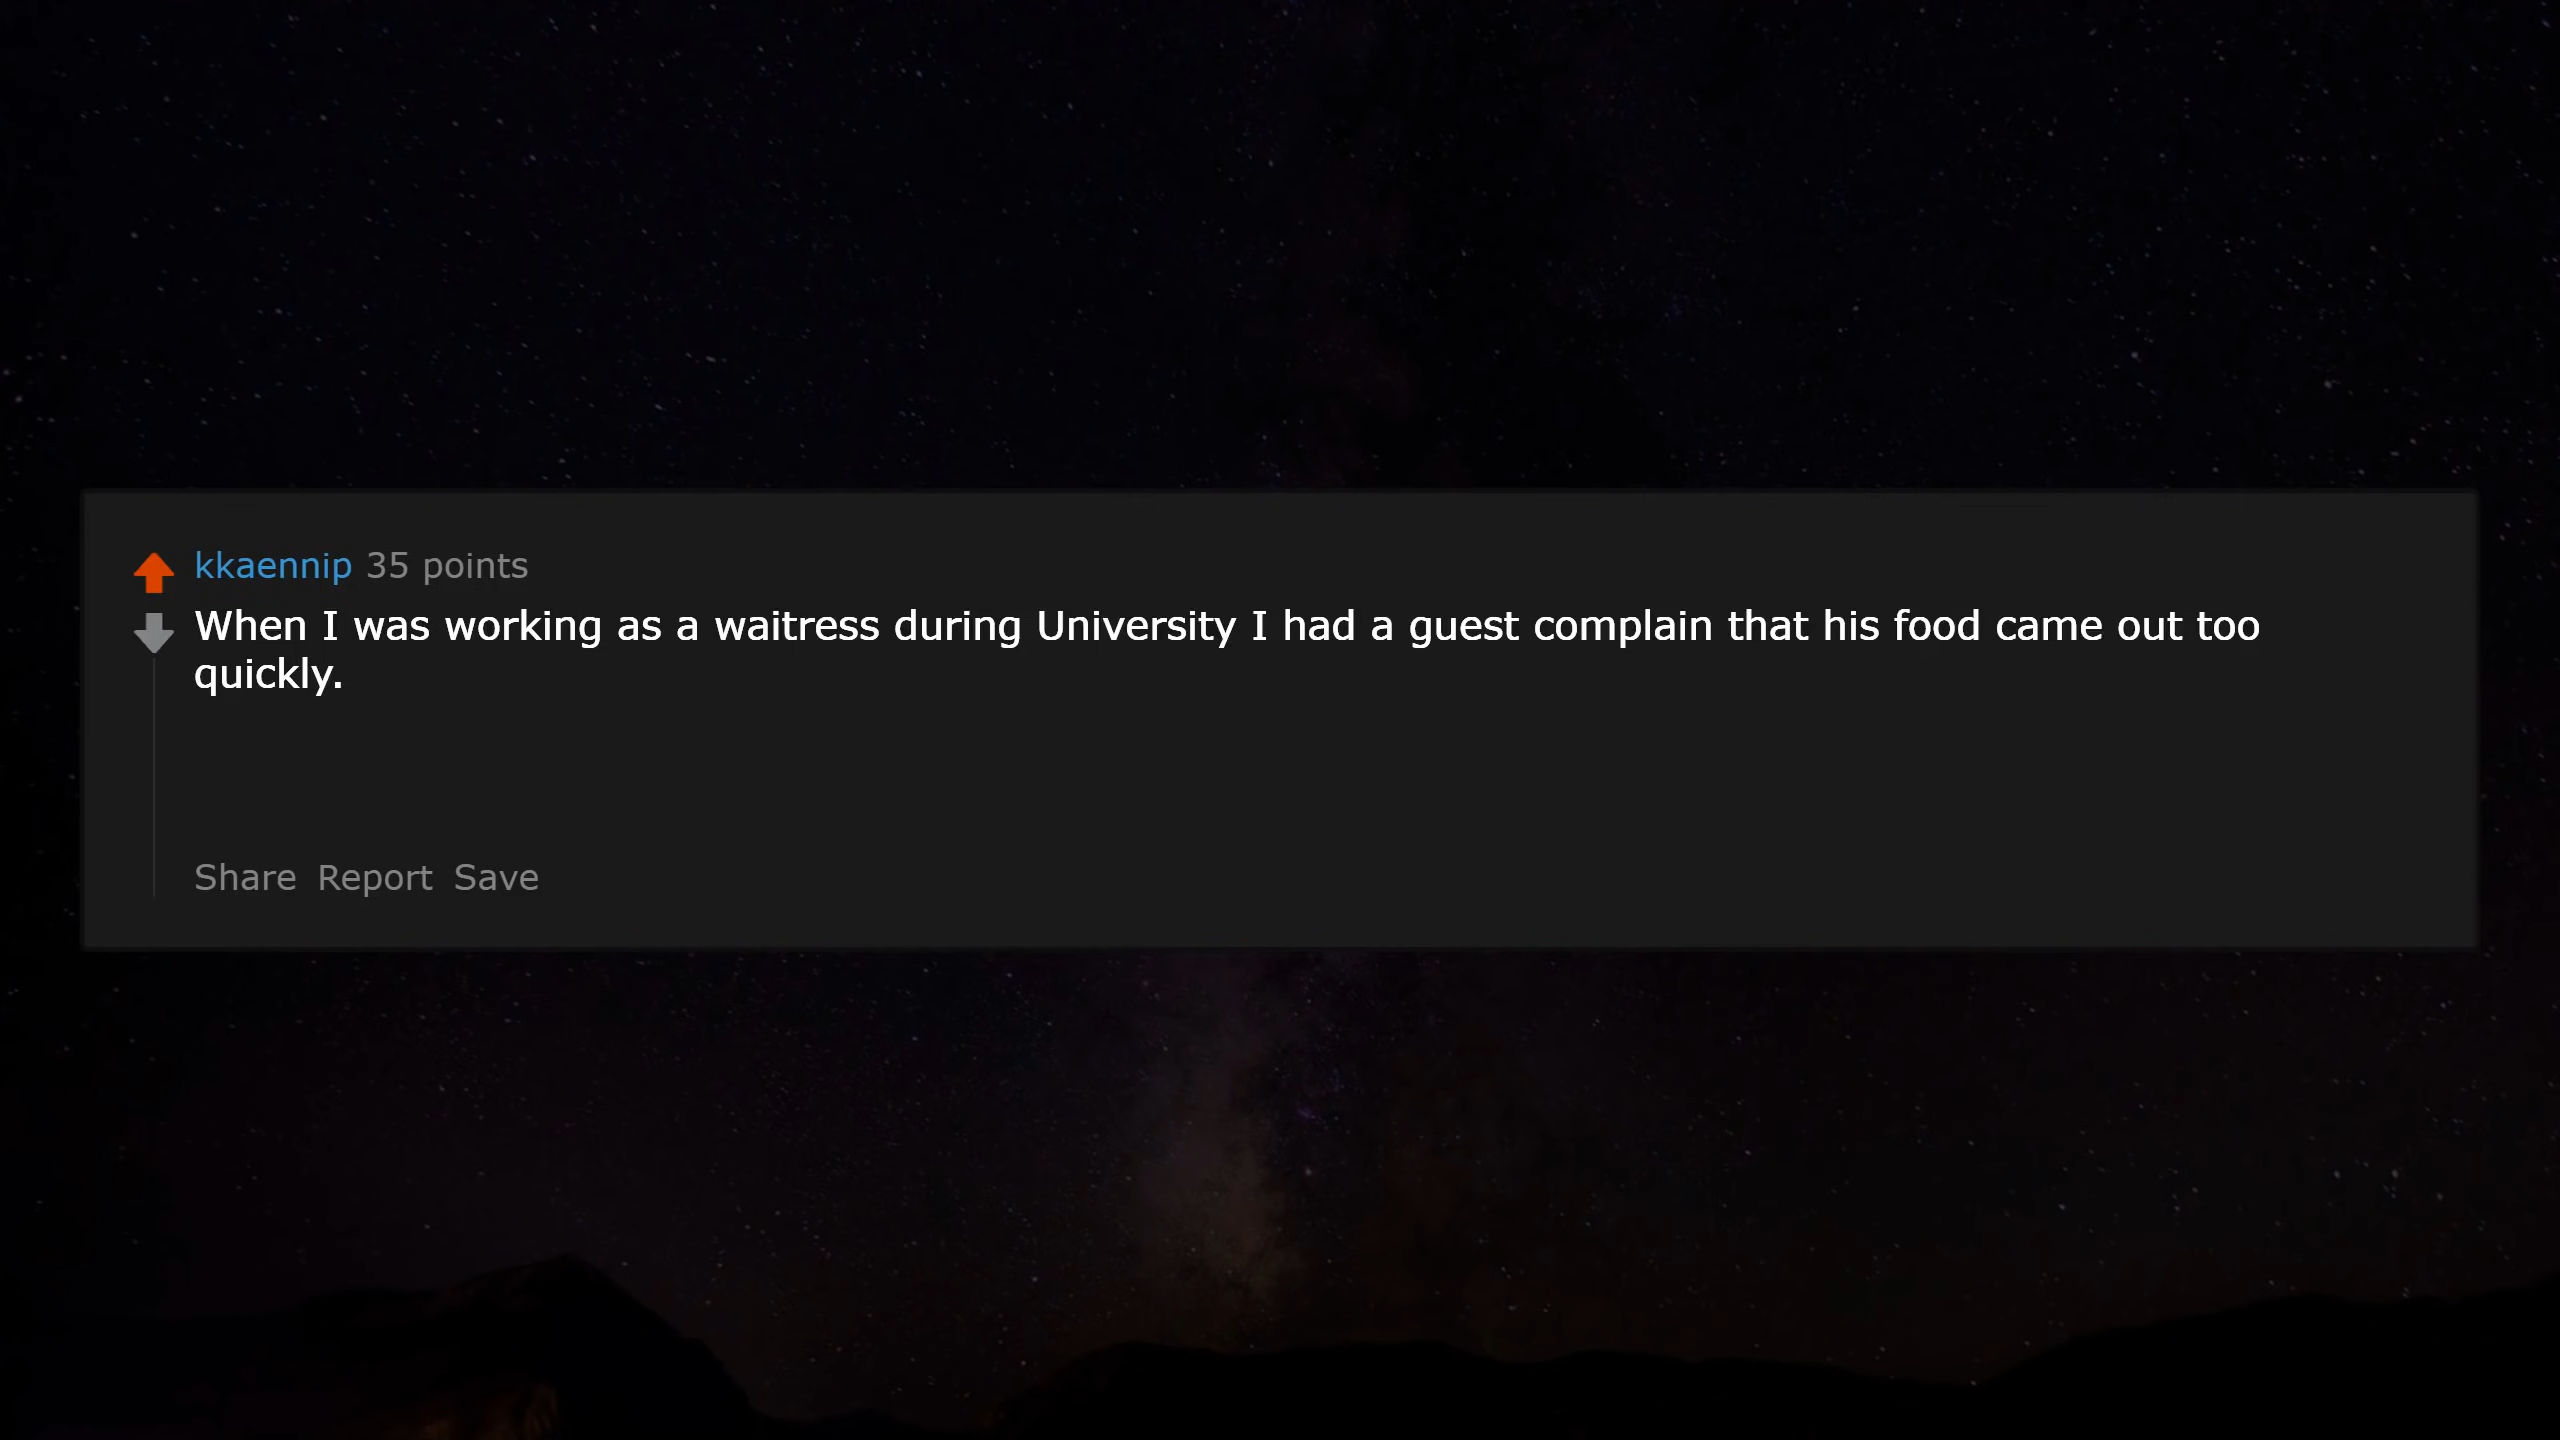 kkaennip 35 points
When I was working as a waitress during University I had a guest complain that his food came out too
quickly.
Share Report Save